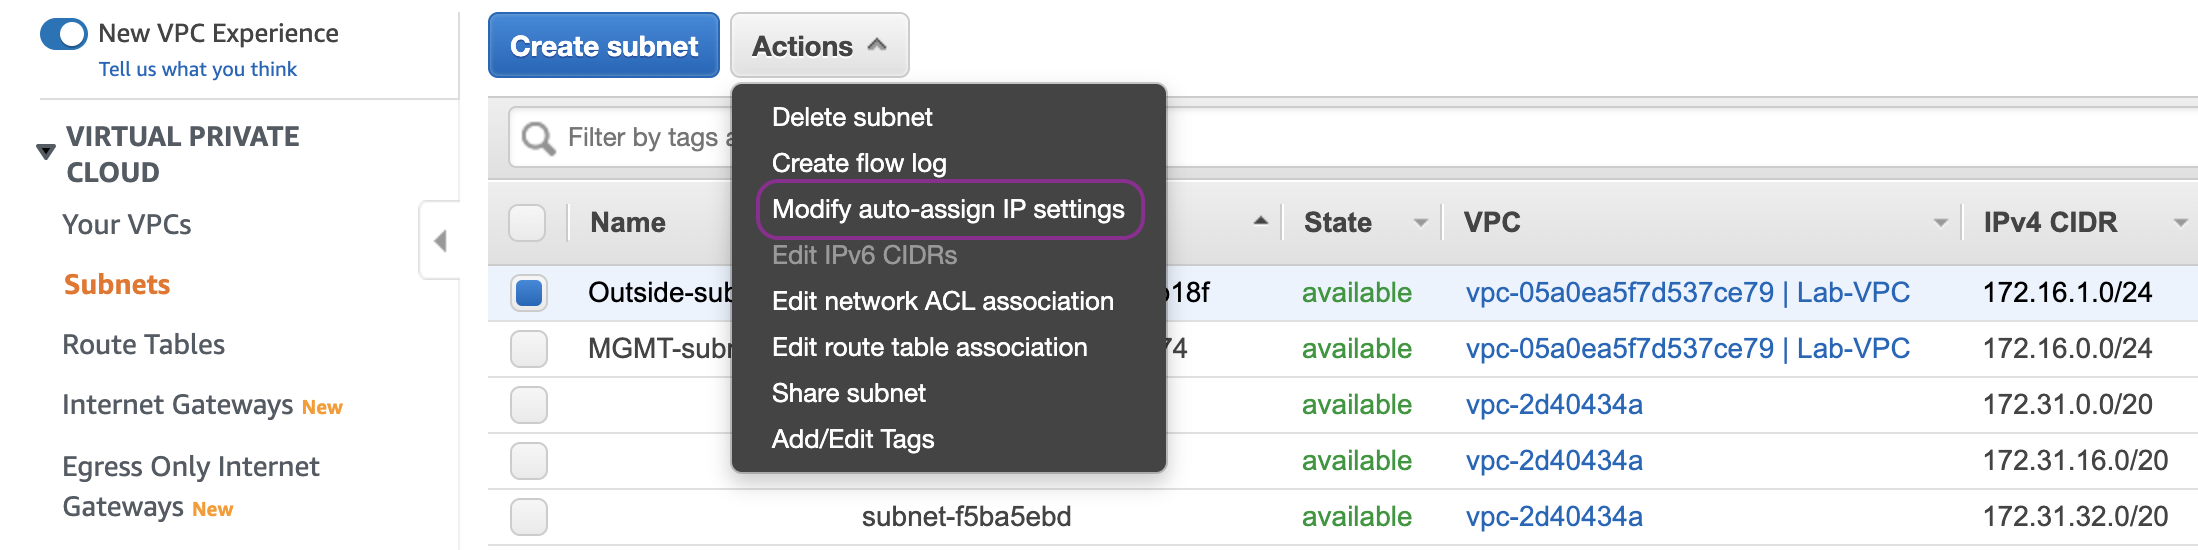 New VPC Experience
Tell us what you think
VIRTUAL PRIVATE
CLOUD
Your VPCs
Subnets
Route Tables
Internet Gateways New
Egress Only Internet
Gateways New
Create subnet Actions
Filter by tags
Delete subnet
Create flow log
Modify auto-assign IP settings
Edit IPv6 CIDRs
Edit network ACL association
Edit route table association
Share subnet
Add/Edit Tags
Name State VPC IPv4 CIDR
Outside-sub 18f available vpc-05a0ea5f7d537ce79 | Lab-VPC 172.16.1.0/24
MGMT-sub 74 available vpc-05a0ea5f7d537ce79 | Lab-VPC 172.16.0.0/24
available vpc-2d40434a 172.31.0.0/20
available vpc-2d40434a 172.31.16.0/20
subnet-f5ba5ebd available vpc-2d40434a 172.31.32.0/20